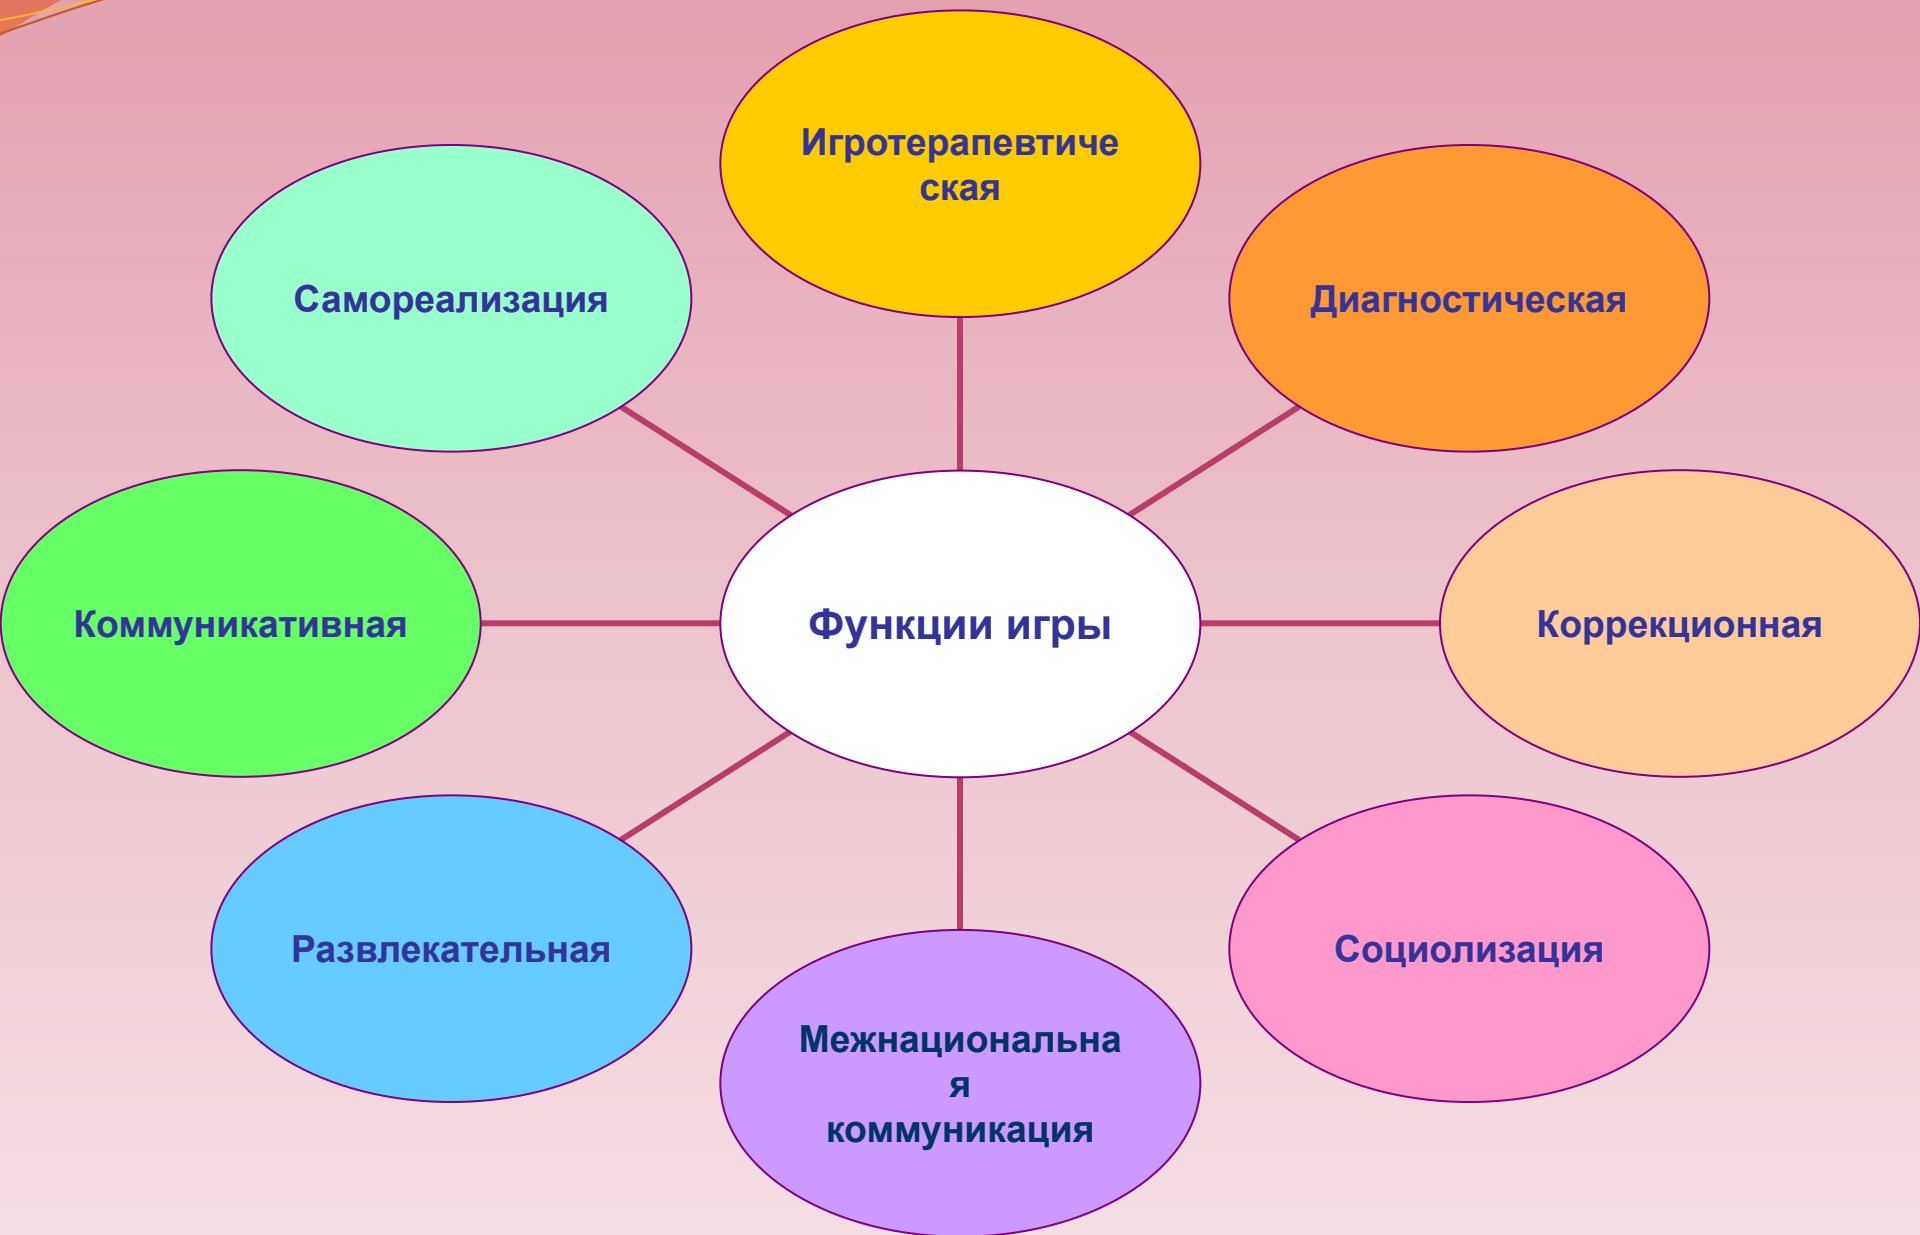 Игротерапевтиче
ская
Самореализация
Диагностическая
Коммуникативная
Функции игры
Коррекционная
Развлекательная
Социолизация
Межнациональна
я
коммуникация